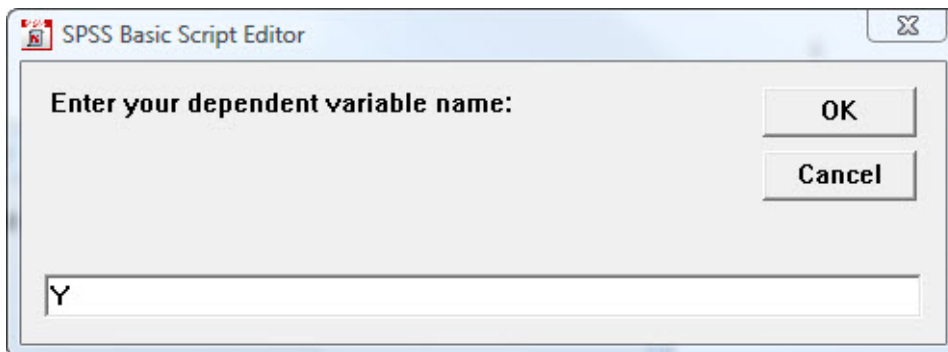 SPSS Basic Script Editor
Enter your dependent variable name:
OK
Cancel
Y